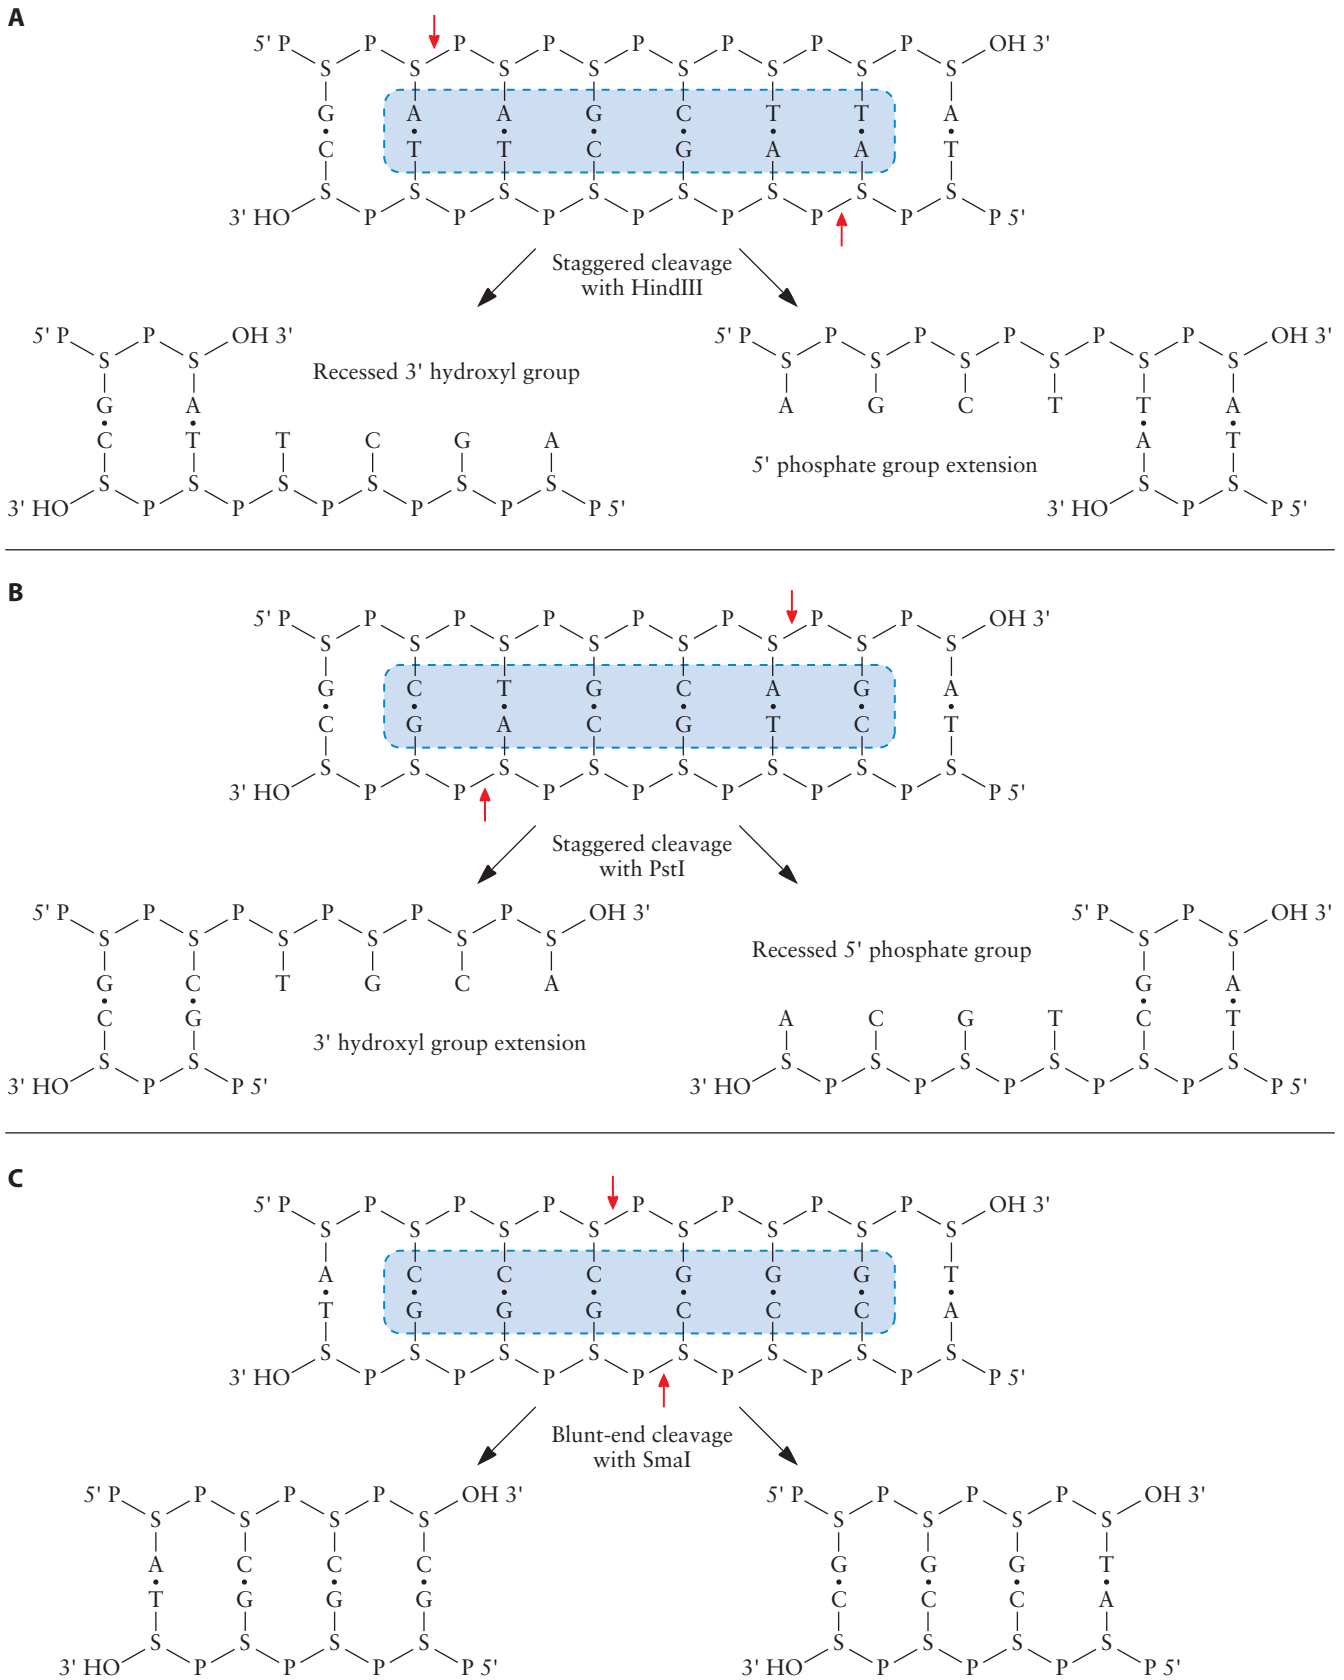 A
5' P P P P P P P P OH 3'
S S S S S S S S
G A A G C T T A
C T T C G A A T
S S S S S S S S
3' HO P P P P P P P P 5'
Staggered cleavage
with HindIII
5' P P OH 3' 5' P P P P P P OH 3'
S S S S S S S S
Recessed 3' hydroxyl group
G A A G C T T A
C T T C G A A T
5' phosphate group extension
S S S S S S S S
3' HO P P P P P P 5' 3' HO P P 5'
B
5' P P P P P P P P OH 3'
S S S S S S S S
G C T G C A G A
C G A C G T C T
S S S S S S S S
3' HO P P P P P P P P 5'
Staggered cleavage
with PstI
5' P P P P P P OH 3' 5' P P OH 3'
S S S S S S S S
Recessed 5' phosphate group
G C T G C A G A
C G A C G T C T
3' hydroxyl group extension
S S S S S S S S
3' HO P P 5' 3' HO P P P P P P 5'
C
5' P P P P P P P P OH 3'
S S S S S S S S
A C C C G G G T
T G G G C C C A
S S S S S S S S
3' HO P P P P P P P P 5'
Blunt-end cleavage
with SmaI
5' P P P P OH 3' 5' P P P P OH 3'
S S S S S S S S
A C C C G G G T
T G G G C C C A
S S S S S S S S
3' HO P P P P 5' 3' HO P P P P 5'